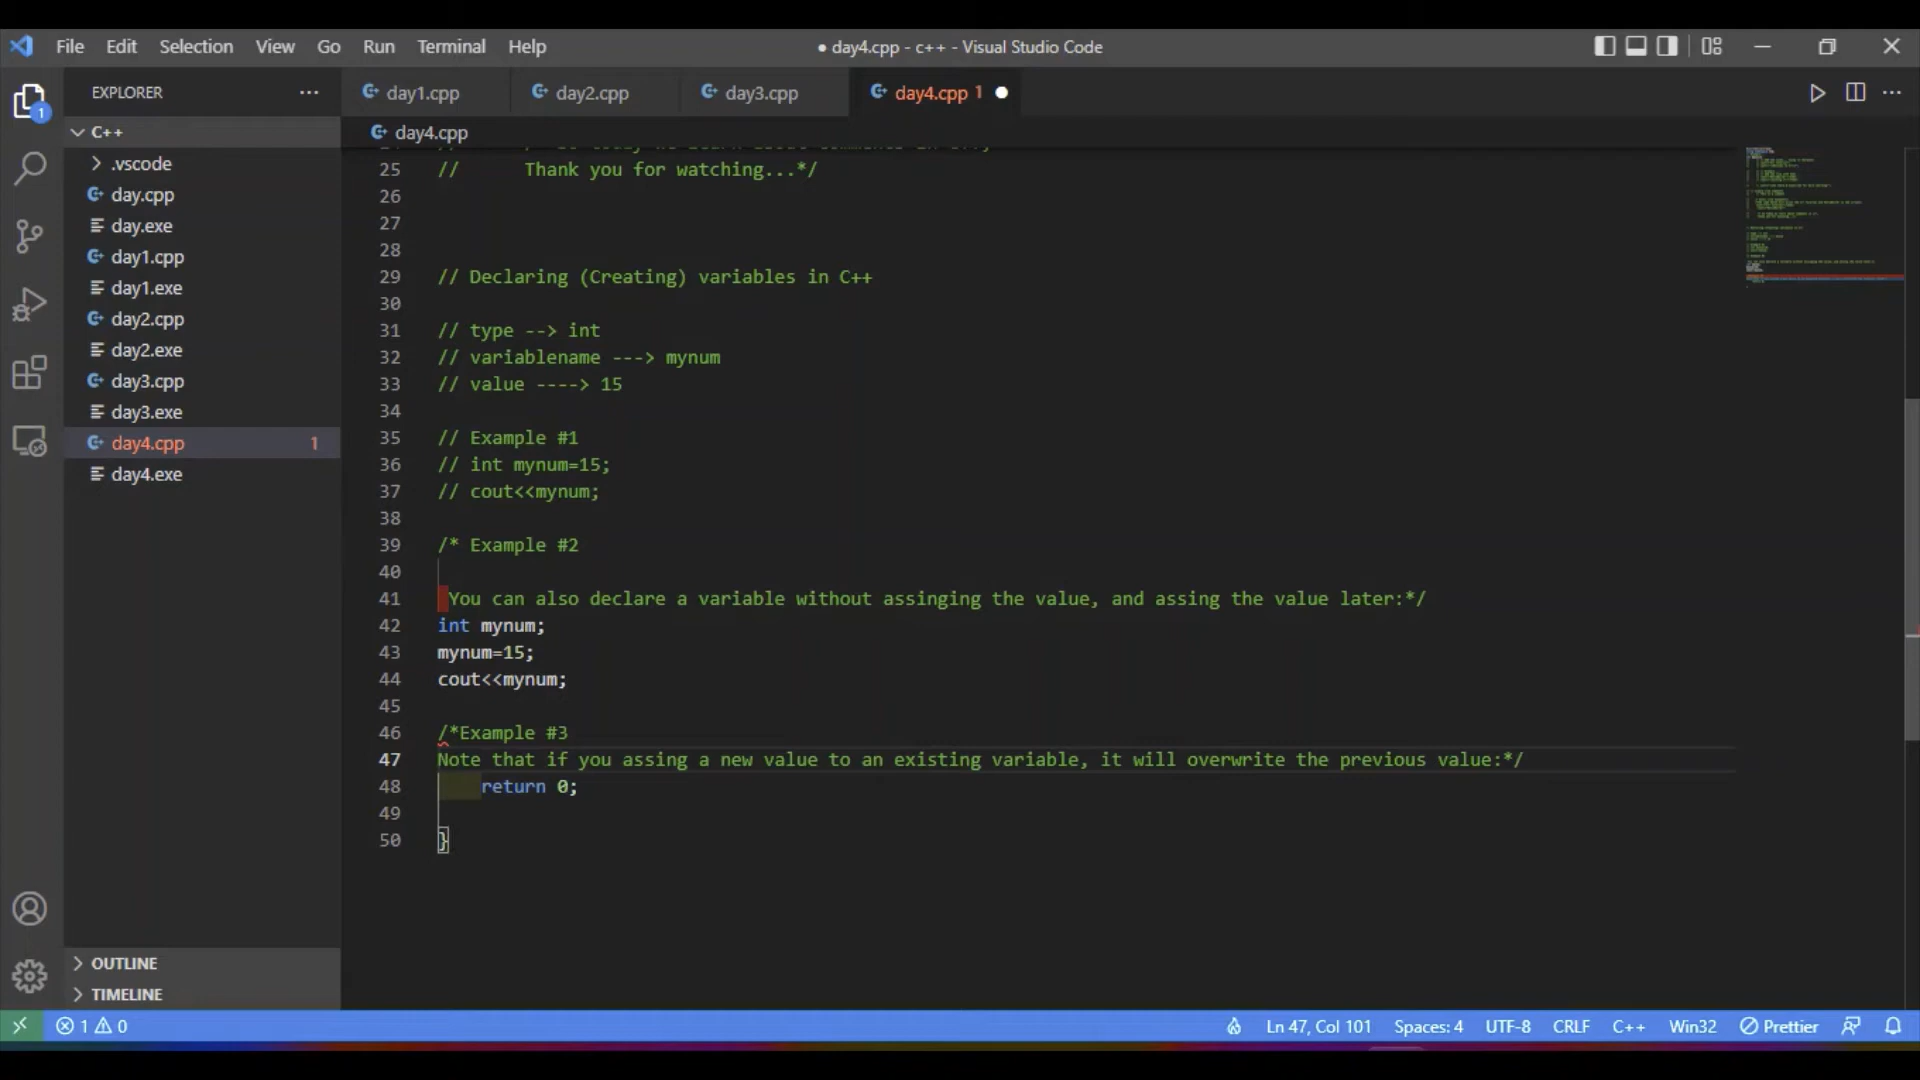 File Edit Selection View Go Run Terminal Help
● day4.cpp - c++ - Visual Studio Code
EXPLORER
day1.cpp
day2.cpp
day3.cpp
day4.cpp 1
1
C++
day4.cpp
.vscode
day.cpp
day.exe
day1.cpp
day1.exe
day2.cpp
day2.exe
day3.cpp
day3.exe
day4.cpp 1
day4.exe
OUTLINE
TIMELINE
25 // Thank you for watching...*/
26
27
28
29 // Declaring (Creating) variables in C++
30
31 // type --> int
32 // variablename ---> mynum
33 // value ----> 15
34
35 // Example #1
36 // int mynum=15;
37 // cout<<mynum;
38
39 /* Example #2
40
41 You can also declare a variable without assinging the value, and assing the value later:*/
42 int mynum;
43 mynum=15;
44 cout<<mynum;
45
46 /*Example #3
47 Note that if you assing a new value to an existing variable, it will overwrite the previous value:*/
48 return 0;
49
50 }
1 0
Ln 47, Col 101 Spaces: 4 UTF-8 CRLF C++ Win32 Prettier